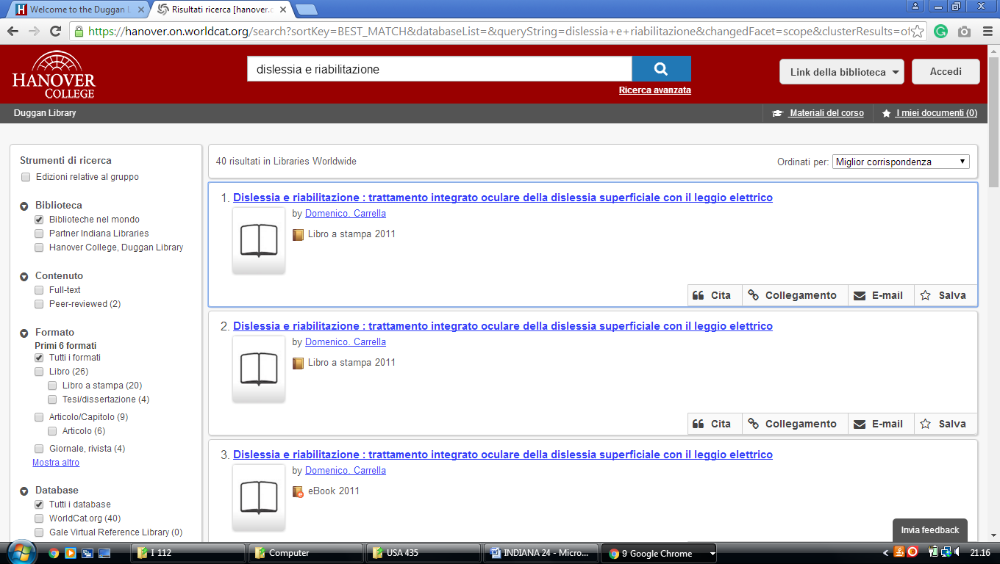 Welcome to the Duggan L
Risultati ricerca [hanover.c
https://hanover.on.worldcat.org/search?sortKey=BEST_MATCH&databaseList=&queryString=dislessia+e+riabilitazione&changedFacet=scope&clusterResults=of
HANOVER
COLLEGE
dislessia e riabilitazione
Ricerca avanzata
Link della biblioteca
Accedi
Duggan Library
Materiali del corso
I miei documenti (0)
Strumenti di ricerca
Edizioni relative al gruppo
Biblioteca
Biblioteche nel mondo
Partner Indiana Libraries
Hanover College, Duggan Library
Contenuto
Full-text
Peer-reviewed (2)
Formato
Primi 6 formati
Tutti i formati
Libro (26)
Libro a stampa (20)
Tesi/dissertazione (4)
Articolo/Capitolo (9)
Articolo (6)
Giornale, rivista (4)
Mostra altro
Database
Tutti i database
WorldCat.org (40)
Gale Virtual Reference Library (0)
40 risultati in Libraries Worldwide
Ordinati per: Miglior corrispondenza
1. Dislessia e riabilitazione : trattamento integrato oculare della dislessia superficiale con il leggio elettrico
by Domenico. Carrella
Libro a stampa 2011
Cita Collegamento E-mail Salva
2. Dislessia e riabilitazione : trattamento integrato oculare della dislessia superficiale con il leggio elettrico
by Domenico. Carrella
Libro a stampa 2011
Cita Collegamento E-mail Salva
3. Dislessia e riabilitazione : trattamento integrato oculare della dislessia superficiale con il leggio elettrico
by Domenico. Carrella
eBook 2011
Invia feedback
I 112
Computer
USA 435
INDIANA 24 - Micro...
9 Google Chrome
21.16